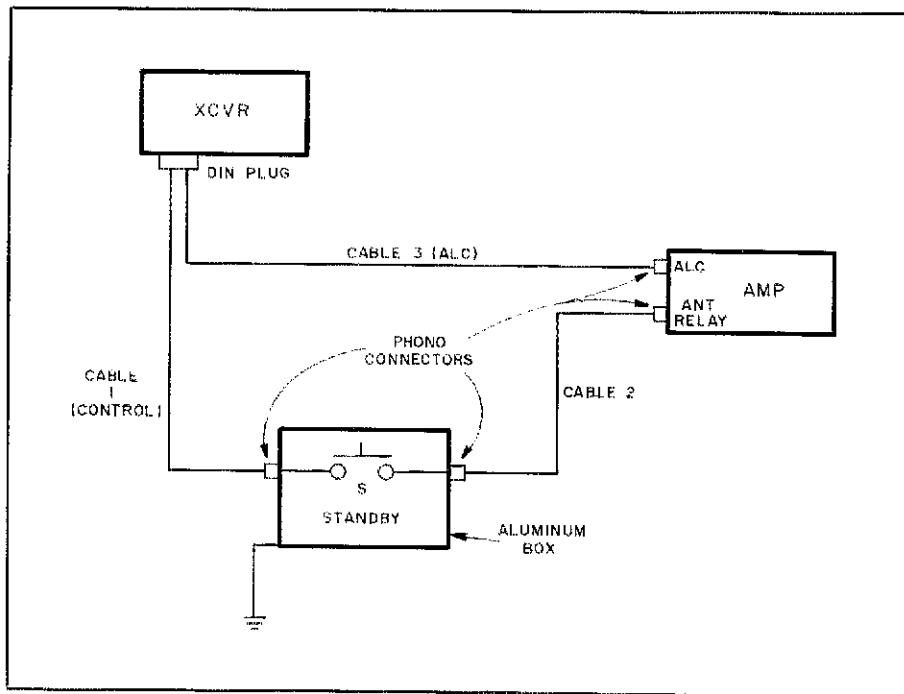 XCVR
DIN PLUG
CABLE 3 (ALC)
ALC
AMP
ANT
RELAY
PHONO
CONNECTORS
CABLE
1
(CONTROL)
CABLE 2
S
STANDBY
ALUMINUM
BOX